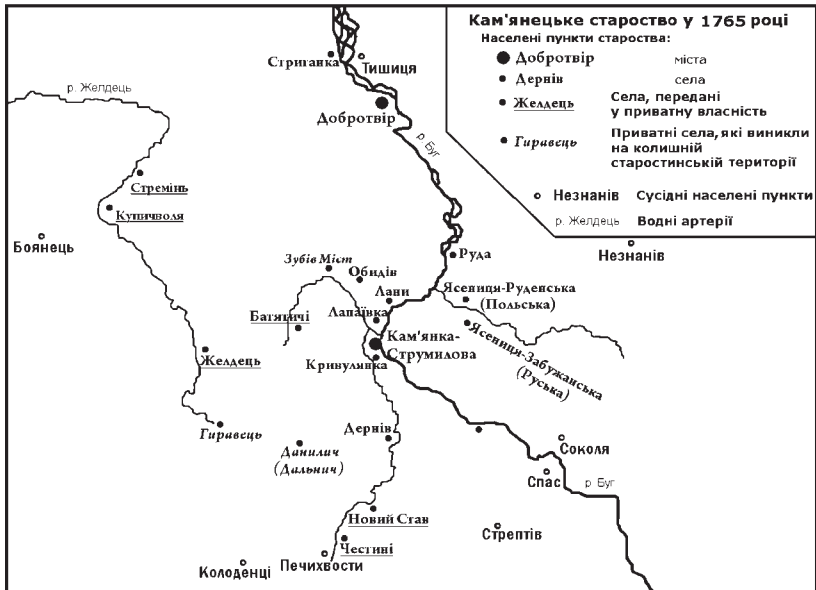 Кам'янецьке староство у 1765 році
Населені пункти староства:
Добротвір міста
Дернів села
Желдець Села, передані
у приватну власність
Гиравець Приватні села, які виникли
на колишній
старостинській території
Незнанів Сусідні населені пункти
р. Желдець Водні артерії
Стриганка
Тишиця
р. Желдець
Добротвір
р. Буг
Стремінь
Купичволя
Боянець
Незнанів
Руда
Зубів Міст
Обидів
Ясениця-Руденська
(Польська)
Лани
Батятичі
Лапаївка
Кам'янка-
Струмилова
Ясениця-Забужанська
(Руська)
Желдець
Кривулянка
Гиравець
Дернів
Данилич
(Дальнич)
Соколя
Спас
р. Буг
Новий Став
Стрептів
Честині
Печихвости
Колоденці